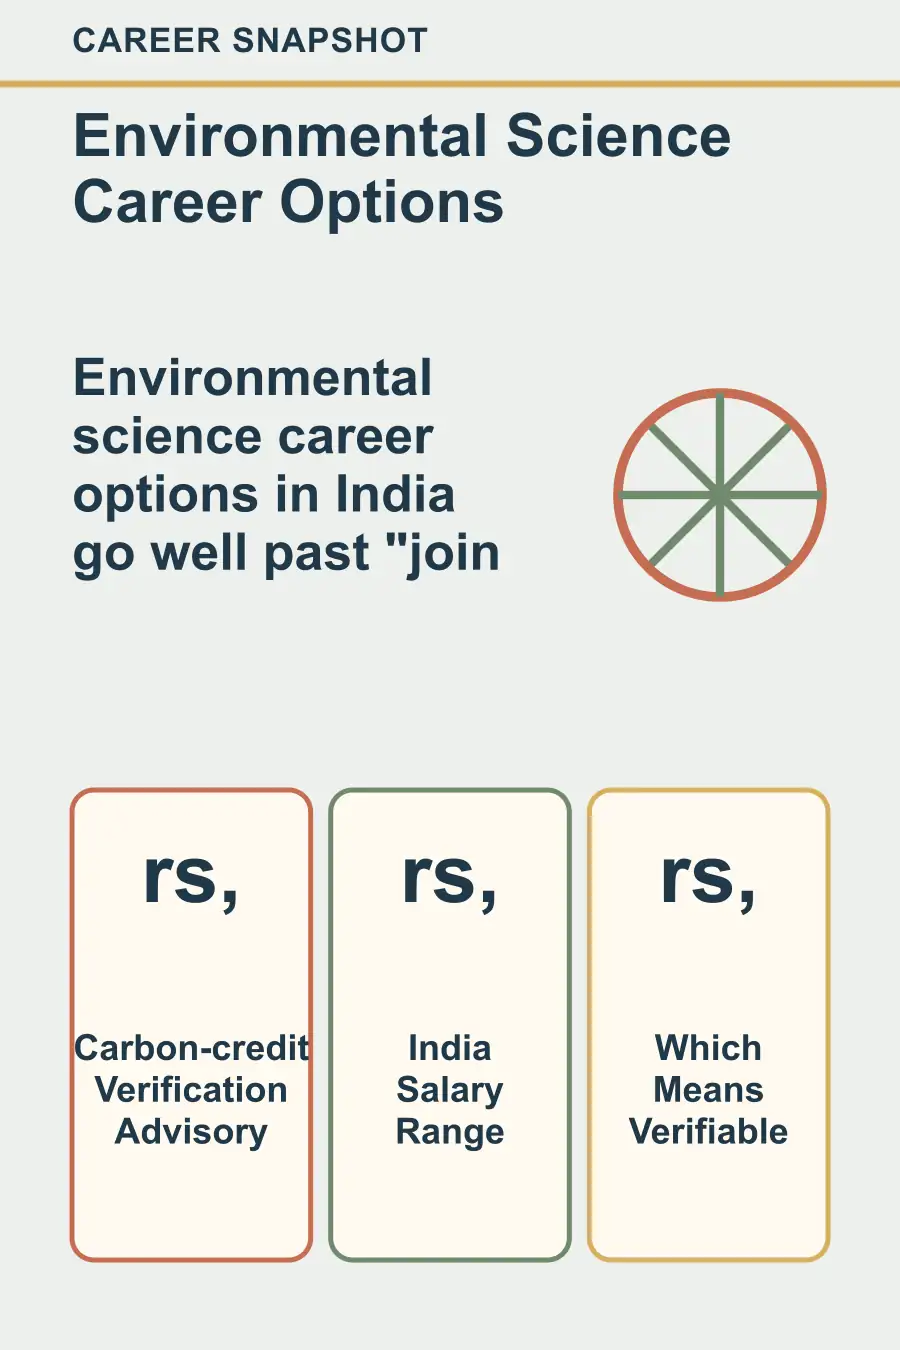 CAREER SNAPSHOT
Environmental Science
Career Options
Environmental
science career
options in India
go well past "join
rs,
Carbon-credit
Verification
Advisory
rs,
India
Salary
Range
rs,
Which
Means
Verifiable